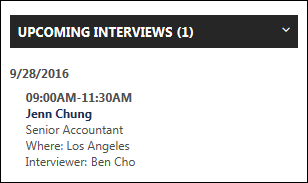 UPCOMING INTERVIEWS (1)
9/28/2016
09:00AM-11:30AM
Jenn Chung
Senior Accountant
Where: Los Angeles
Interviewer: Ben Cho